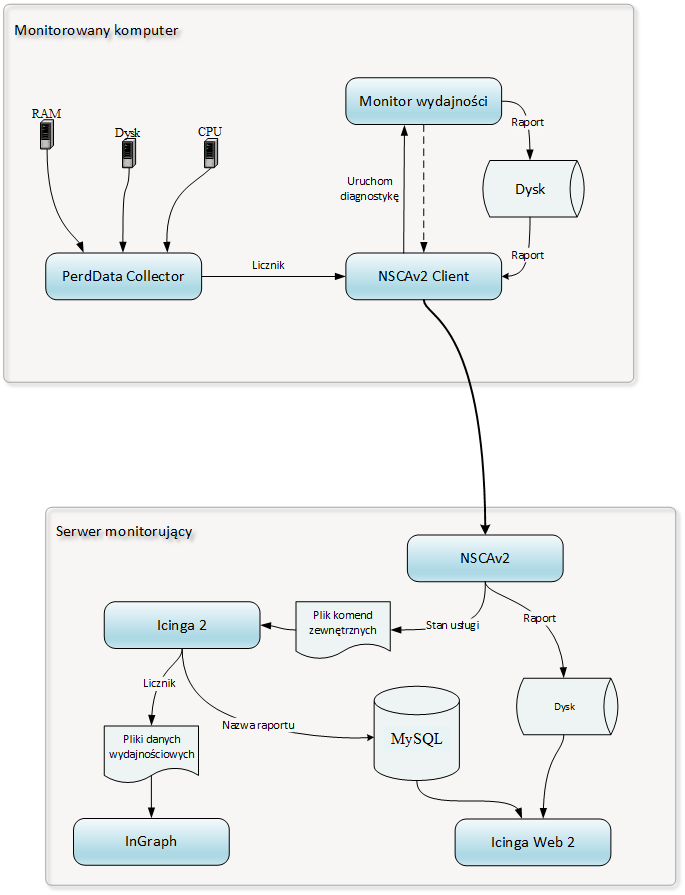 Monitorowany komputer
Monitor wydajności
RAM
Dysk
CPU
Raport
Uruchom
diagnostykę
Dysk
Raport
PerdData Collector
Licznik
NSCAv2 Client
Serwer monitorujący
NSCAv2
Icinga 2
Plik komend
zewnętrznych
Stan usługi
Raport
Licznik
Nazwa raportu
Dysk
Pliki danych
wydajnościowych
MySQL
InGraph
Icinga Web 2